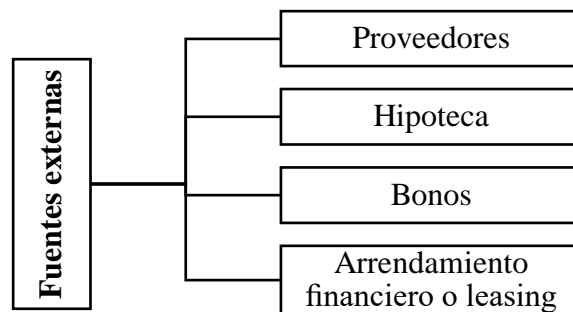 Fuentes externas
Proveedores
Hipoteca
Bonos
Arrendamiento
financiero o leasing